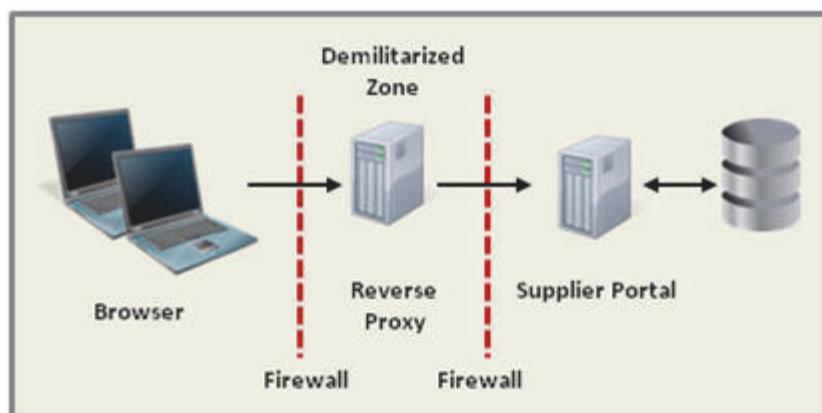 Demilitarized
Zone
Browser
Reverse
Proxy
Supplier Portal
Firewall
Firewall